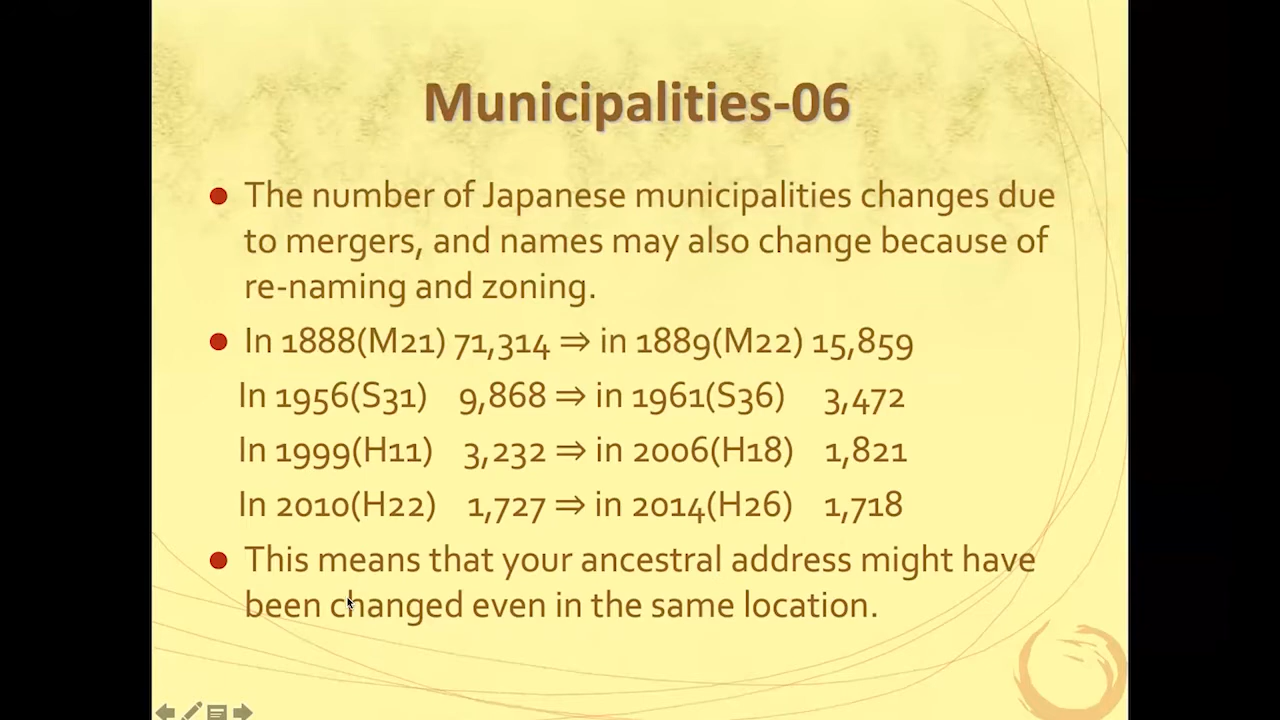 Municipalities-06
The number of Japanese municipalities changes due
to mergers, and names may also change because of
re-naming and zoning.
In 1888(M21) 71,314 ⇒ in 1889(M22) 15,859
In 1956(S31) 9,868 ⇒ in 1961(S36) 3,472
In 1999(H11) 3,232 ⇒ in 2006(H18) 1,821
In 2010(H22) 1,727 ⇒ in 2014(H26) 1,718
This means that your ancestral address might have
been changed even in the same location.